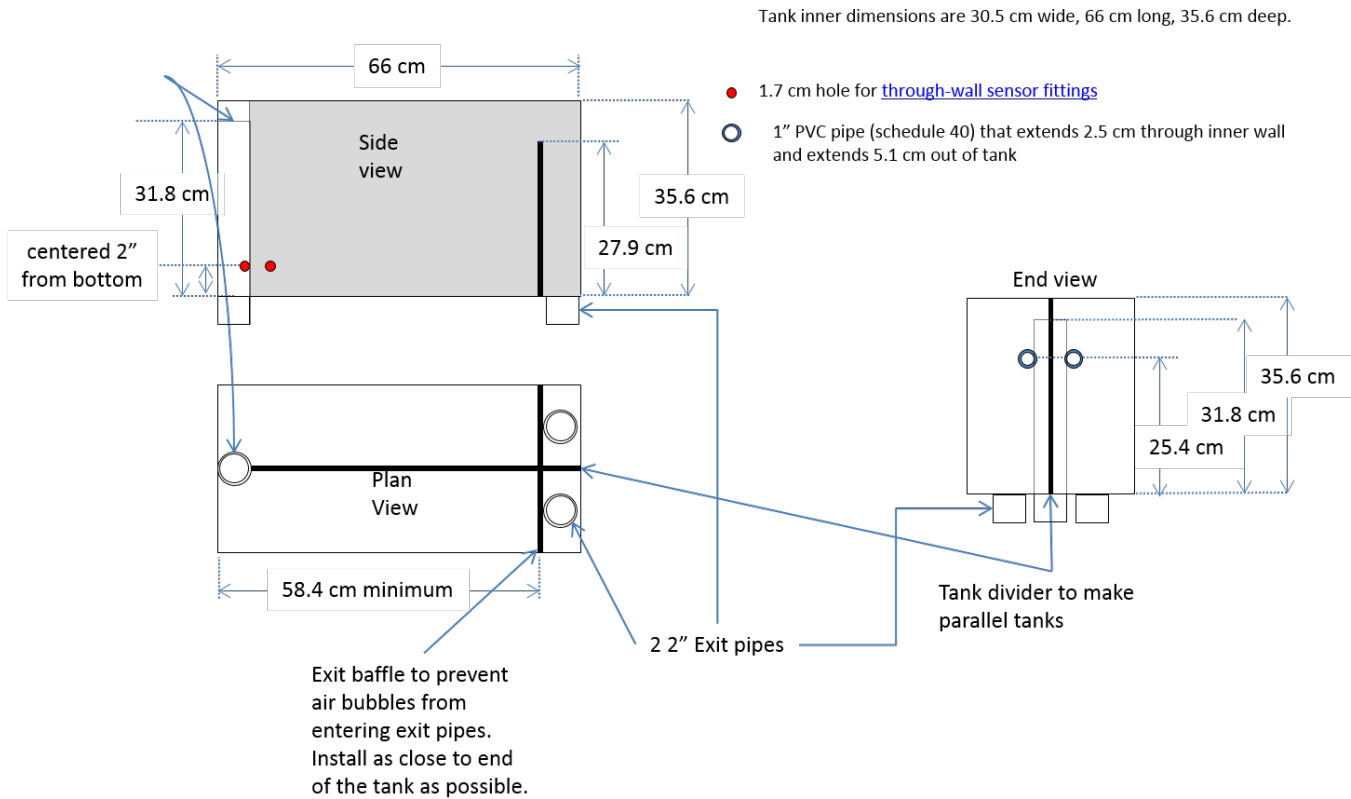 Tank inner dimensions are 30.5 cm wide, 66 cm long, 35.6 cm deep.
66 cm
1.7 cm hole for through-wall sensor fittings
1” PVC pipe (schedule 40) that extends 2.5 cm through inner wall
and extends 5.1 cm out of tank
Side
view
31.8 cm
35.6 cm
27.9 cm
centered 2”
from bottom
End view
35.6 cm
31.8 cm
25.4 cm
Plan
View
58.4 cm minimum
Tank divider to make
parallel tanks
2 2” Exit pipes
Exit baffle to prevent
air bubbles from
entering exit pipes.
Install as close to end
of the tank as possible.